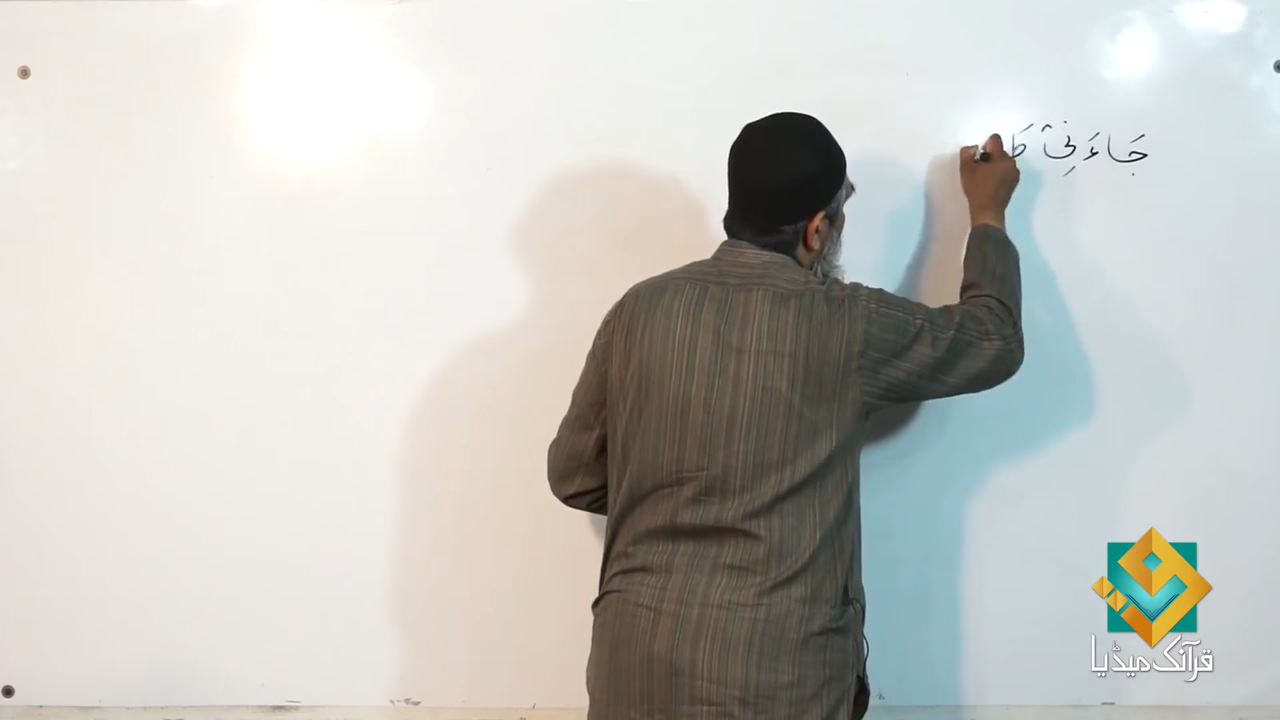 جَاءَنِیْ طَ
قرآنک میڈیا